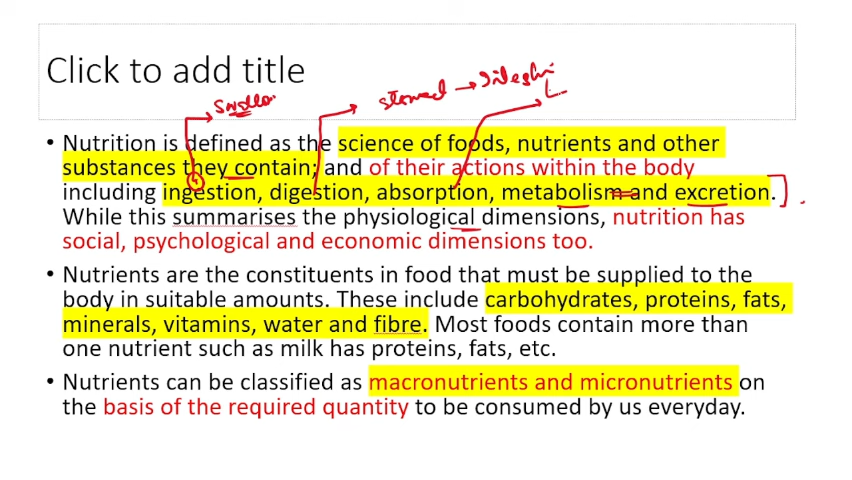 Click to add title
• Nutrition is defined as the science of foods, nutrients and other
substances they contain; and of their actions within the body
including ingestion, digestion, absorption, metabolism and excretion.
While this summarises the physiological dimensions, nutrition has
social, psychological and economic dimensions too.
• Nutrients are the constituents in food that must be supplied to the
body in suitable amounts. These include carbohydrates, proteins, fats,
minerals, vitamins, water and fibre. Most foods contain more than
one nutrient such as milk has proteins, fats, etc.
• Nutrients can be classified as macronutrients and micronutrients on
the basis of the required quantity to be consumed by us everyday.